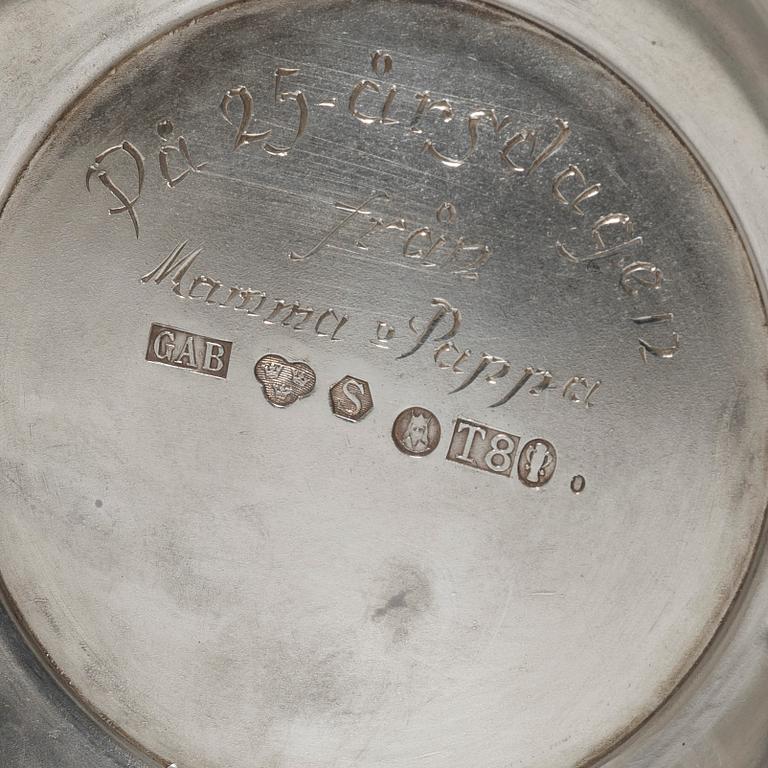 På 25-årsdagen
från
Mamma o Pappa
GAB S T8